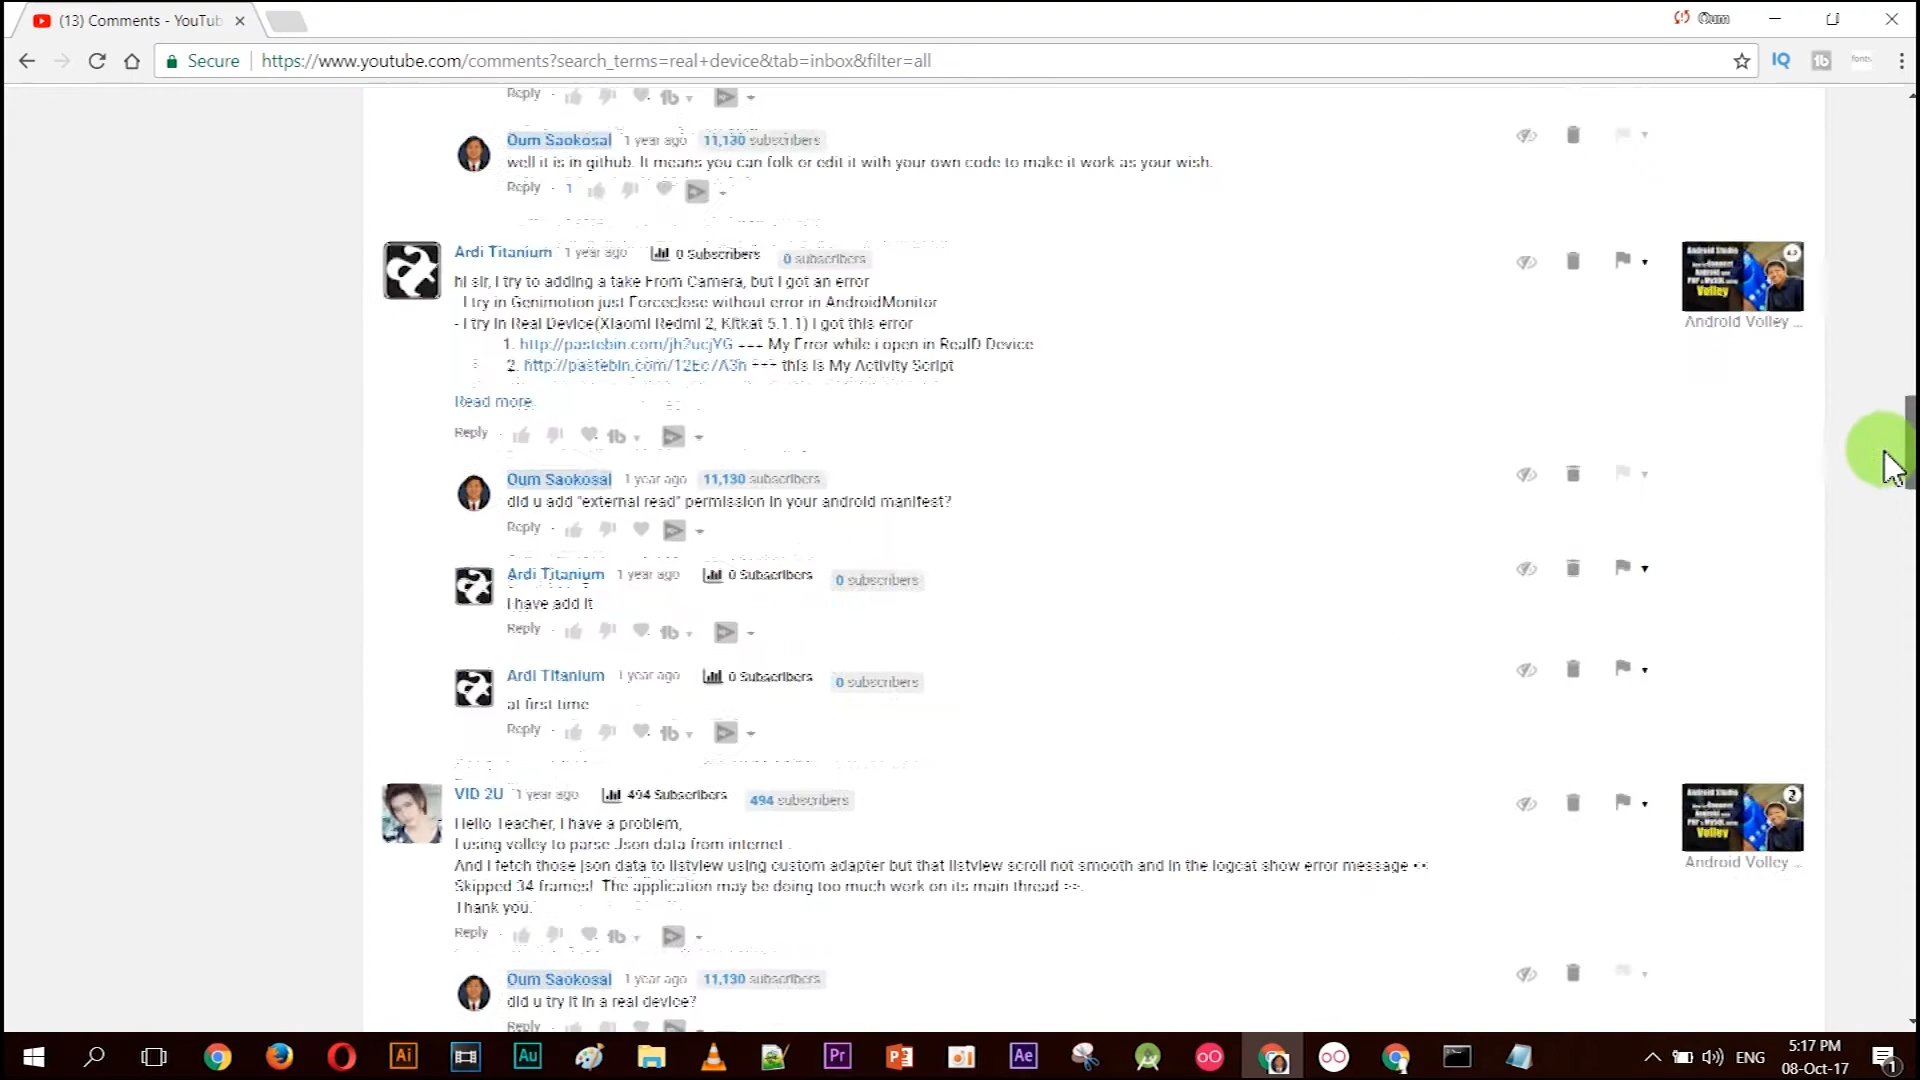 (13) Comments - YouTub
Oum
Secure
https://www.youtube.com/comments?search_terms=real+device&tab=inbox&filter=all
Reply
Oum Saokosal 1 year ago 11,130 subscribers
well it is in github. It means you can folk or edit it with your own code to make it work as your wish.
Reply · 1
Ardi Titanium 1 year ago 0 Subscribers 0 subscribers
hi sir, I try to adding a take From Camera, but I got an error
- I try in Genimotion just Forceclose without error in AndroidMonitor
- I try in Real Device(Xiaomi Redmi 2, Kitkat 5.1.1) I got this error
1. http://pastebin.com/jh2ucjYG --- My Error while i open in RealD Device
2. --- this is My Activity Script
Read more
Reply
Android Studio
Volley
Android Volley ...
Oum Saokosal 1 year ago 11,130 subscribers
did u add "external read" permission in your android manifest?
Reply
Ardi Titanium 1 year ago 0 Subscribers 0 subscribers
I have add it
Reply
Ardi Titanium 1 year ago 0 Subscribers 0 subscribers
at first time
Reply
VID 2U 1 year ago 494 Subscribers 494 subscribers
Hello Teacher, I have a problem,
I using volley to parse Json data from internet .
And I fetch those json data to listview using custom adapter but that listview scroll not smooth and in the logcat show error message
Skipped 34 frames! The application may be doing too much work on its main thread
Thank you.
Reply
Android Studio
2
Volley
Android Volley ...
Oum Saokosal 1 year ago 11,130 subscribers
did u try it in a real device?
Reply
ENG
5:17 PM
08-Oct-17
1